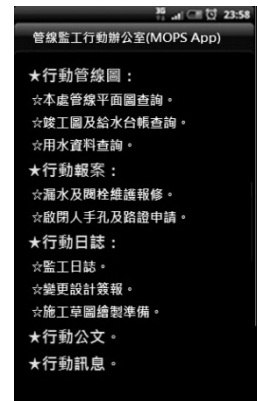 3G 23:58
管線監工行動辦公室(MOPS App)
★行動管線圖：
☆本處管線平面圖查詢。
☆竣工圖及給水台帳查詢。
☆用水資料查詢。
★行動報案：
☆漏水及閥栓維護報修。
☆啟閉人手孔及路證申請。
★行動日誌：
☆監工日誌。
☆變更設計簽報。
☆施工草圖繪製準備。
★行動公文。
★行動訊息。